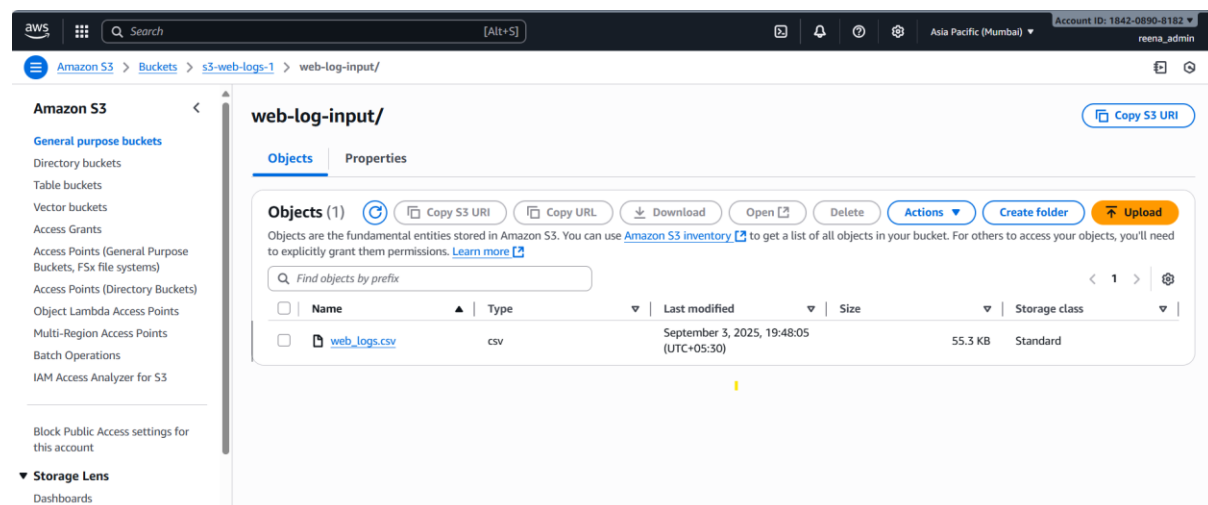 aws
Search
[Alt+S]
Asia Pacific (Mumbai) ▼
Account ID: 1842-0890-8182 ▼
reena_admin
Amazon S3 > Buckets > s3-web-logs-1 > web-log-input/
Amazon S3
General purpose buckets
Directory buckets
Table buckets
Vector buckets
Access Grants
Access Points (General Purpose
Buckets, FSx file systems)
Access Points (Directory Buckets)
Object Lambda Access Points
Multi-Region Access Points
Batch Operations
IAM Access Analyzer for S3
Block Public Access settings for
this account
Storage Lens
Dashboards
web-log-input/
Copy S3 URI
Objects
Properties
Objects (1)
Copy S3 URI
Copy URL
Download
Open
Delete
Actions ▼
Create folder
Upload
Objects are the fundamental entities stored in Amazon S3. You can use Amazon S3 inventory to get a list of all objects in your bucket. For others to access your objects, you'll need
to explicitly grant them permissions. Learn more
Find objects by prefix
< 1 >
Name
Type
Last modified
Size
Storage class
web_logs.csv
csv
September 3, 2025, 19:48:05
(UTC+05:30)
55.3 KB
Standard